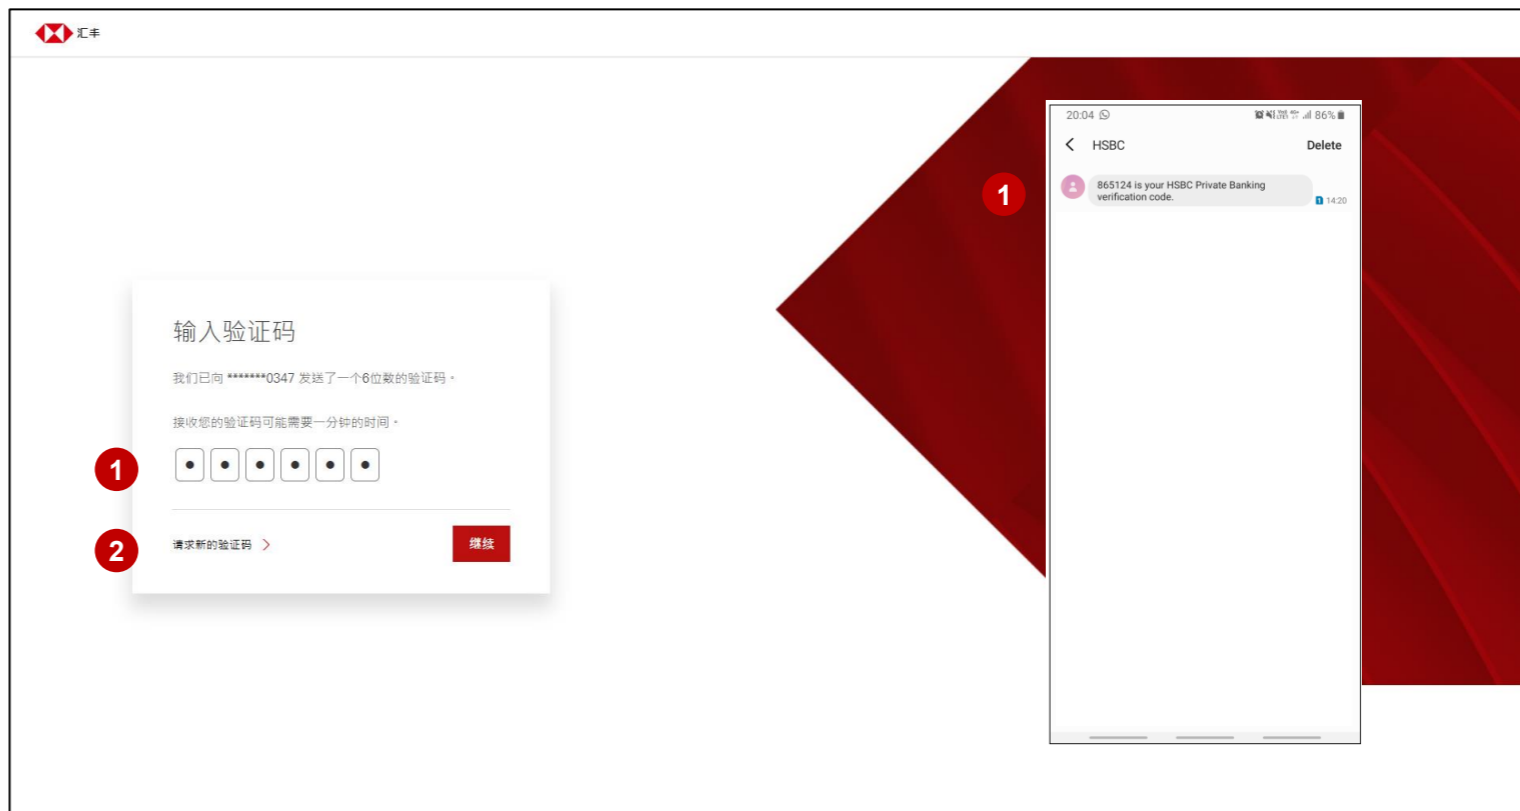 汇丰
输入验证码
我们已向 *******0347 发送了一个6位数的验证码。
接收您的验证码可能需要一分钟的时间。
1
2
请求新的验证码
继续
1
20:04
86%
HSBC
Delete
865124 is your HSBC Private Banking
verification code.
1 14:20